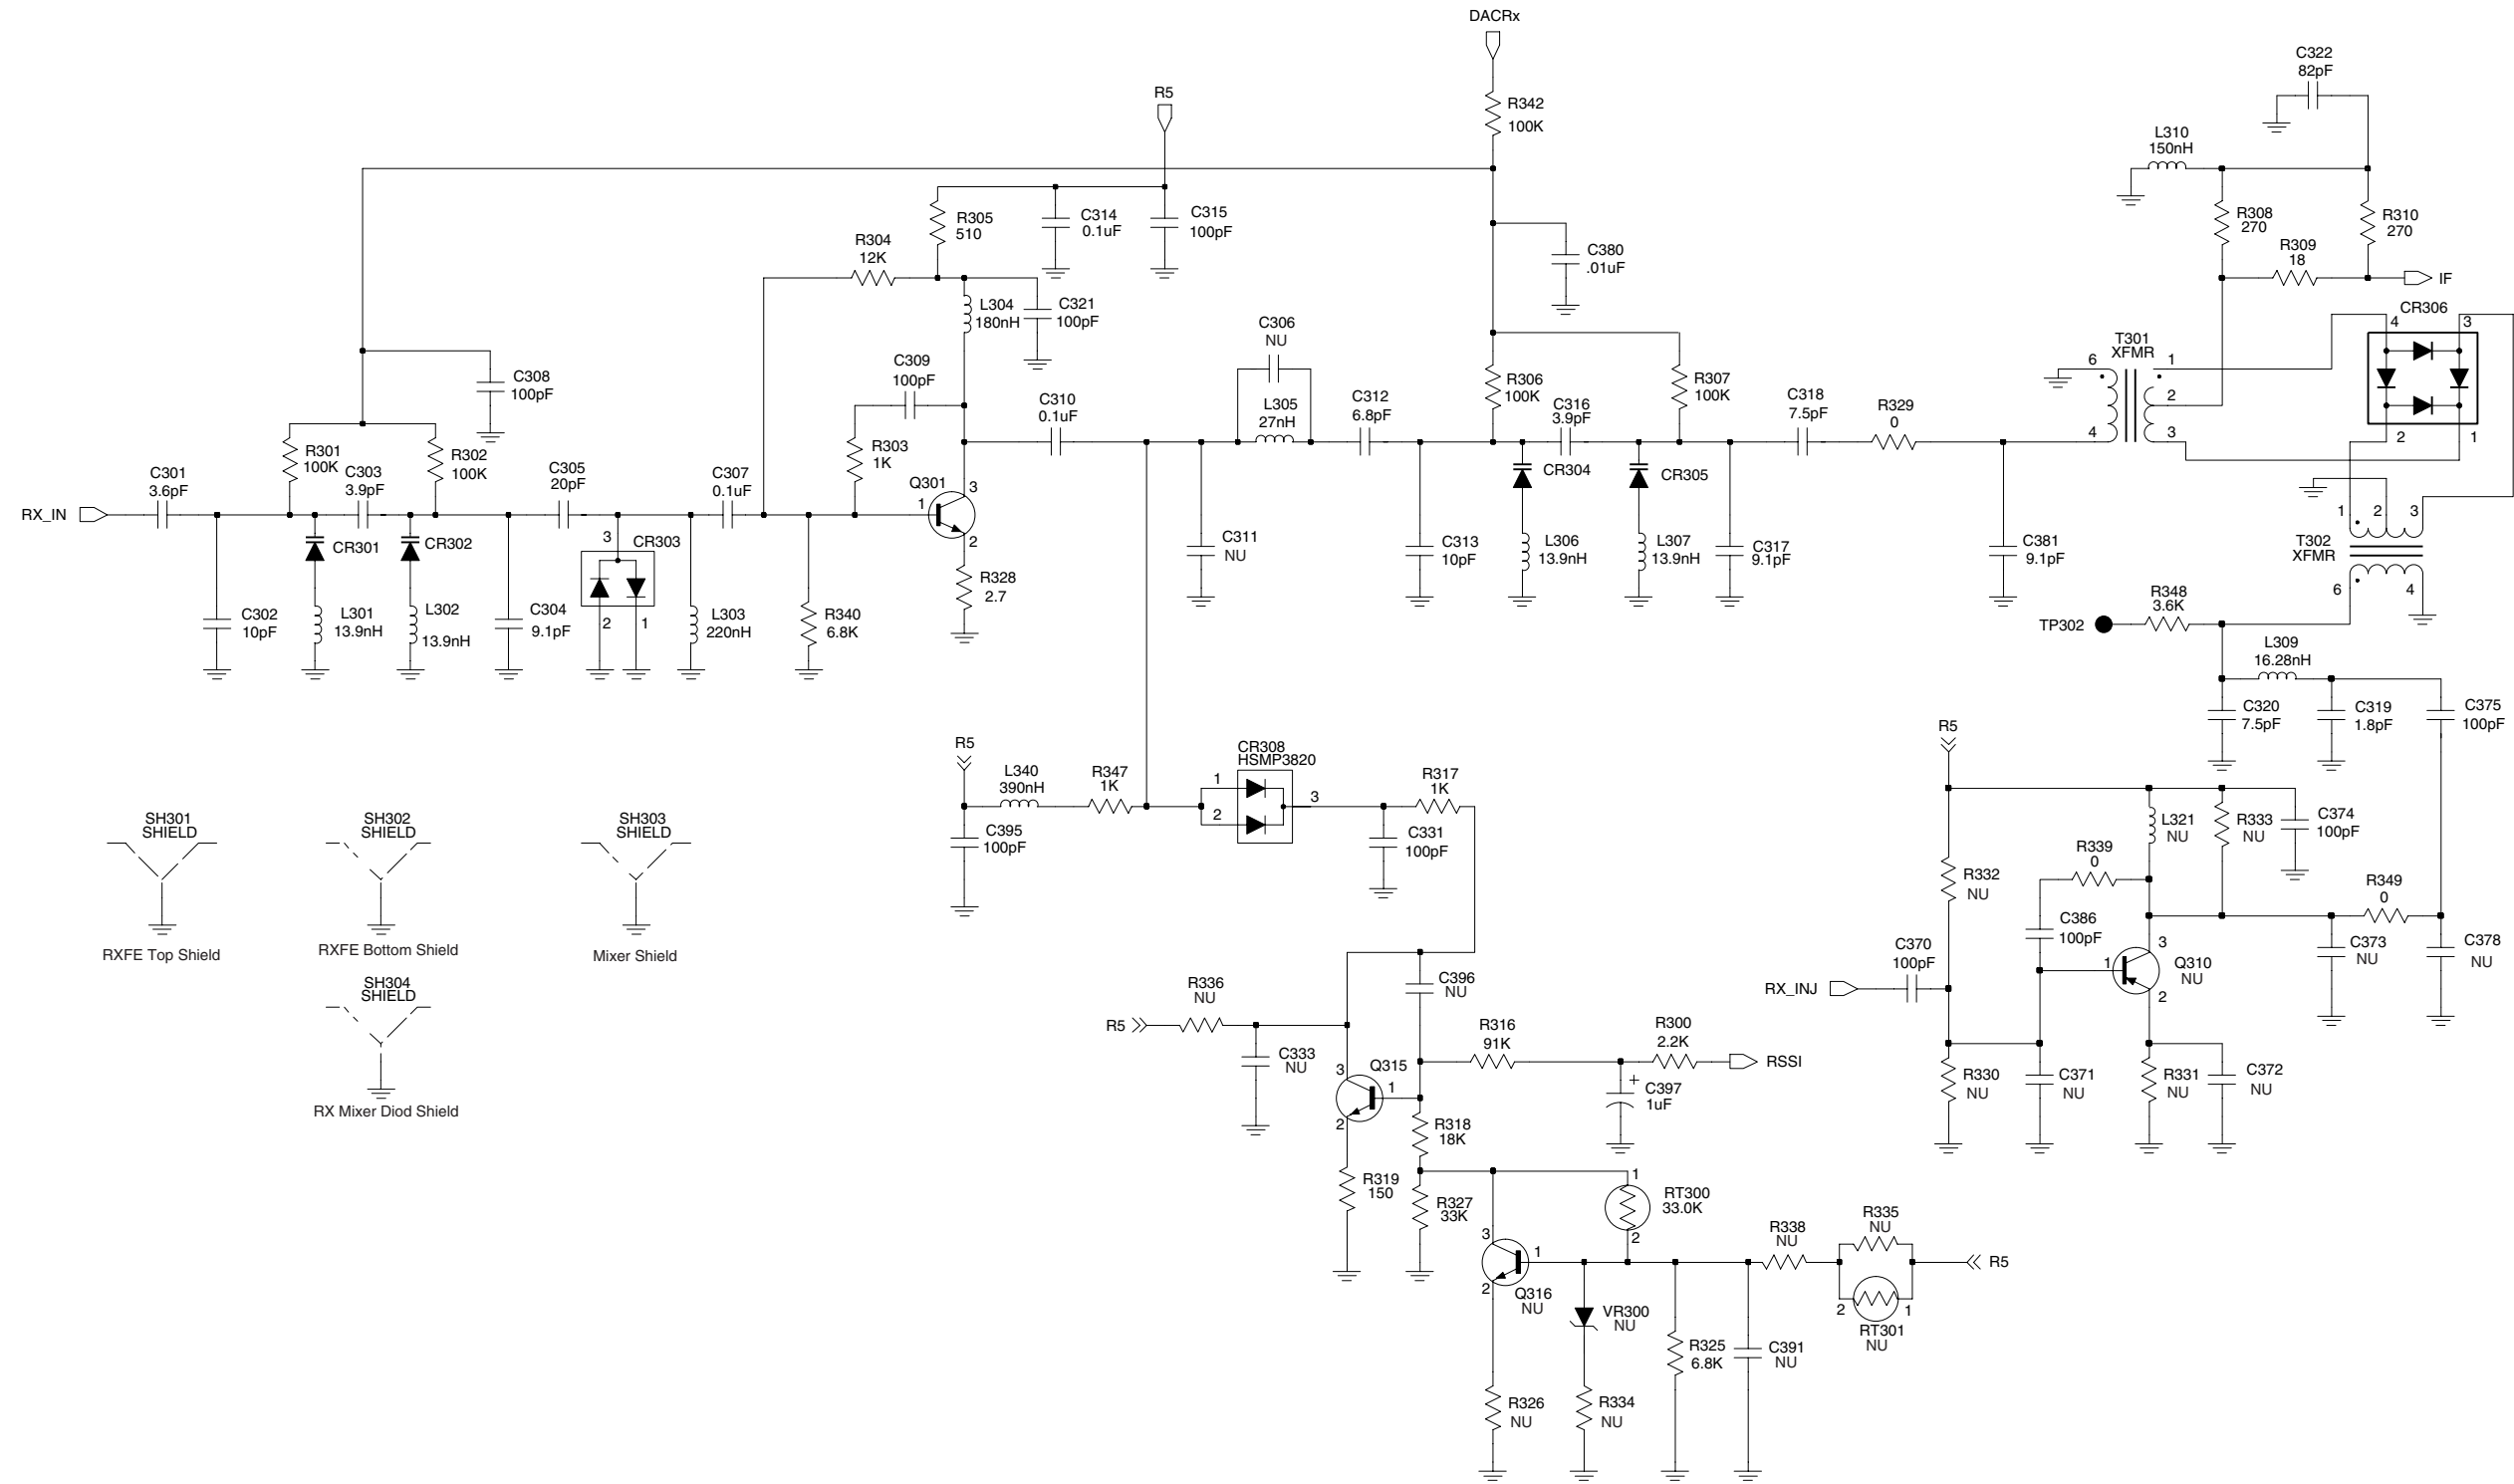 DACRx
C322
82pF
R5
R342
100K
L310
150nH
R305
510
C314
0.1uF
C315
100pF
R308
270
R310
270
R304
12K
C380
.01uF
R309
18
IF
L304
180nH
C321
100pF
C306
NU
CR306
4
3
T301
XFMR
6
1
C309
100pF
C308
100pF
R306
100K
R307
100K
C310
0.1uF
L305
27nH
C312
6.8pF
C316
3.9pF
C318
7.5pF
R329
0
2
4
3
2
1
R301
100K
R302
100K
R303
1K
C301
3.6pF
C303
3.9pF
C305
20pF
C307
0.1uF
Q301
3
1
2
CR304
CR305
RX_IN
CR301
CR302
3
CR303
2
1
1
2
3
T302
XFMR
6
4
C311
NU
C313
10pF
L306
13.9nH
L307
13.9nH
C317
9.1pF
C381
9.1pF
R328
2.7
C302
10pF
L301
13.9nH
L302
13.9nH
C304
9.1pF
L303
220nH
R340
6.8K
R348
3.6K
TP302
L309
16.28nH
C320
7.5pF
C319
1.8pF
C375
100pF
R5
R5
CR308
HSMP3820
L340
390nH
R347
1K
1
2
3
R317
1K
C395
100pF
C331
100pF
L321
NU
R333
NU
C374
100pF
SH301
SHIELD
SH302
SHIELD
SH303
SHIELD
R339
0
R332
NU
R349
0
RXFE Top Shield
RXFE Bottom Shield
Mixer Shield
C386
100pF
C370
100pF
3
1
2
Q310
NU
C373
NU
C378
NU
SH304
SHIELD
R336
NU
C396
NU
RX_INJ
R5
R316
91K
R300
2.2K
RSSI
C333
NU
3
Q315
1
2
+
C397
1uF
R330
NU
C371
NU
R331
NU
C372
NU
RX Mixer Diod Shield
R318
18K
R319
150
R327
33K
1
RT300
33.0K
2
R338
NU
R335
NU
R5
3
1
2
Q316
NU
VR300
NU
2
1
RT301
NU
R325
6.8K
C391
NU
R326
NU
R334
NU